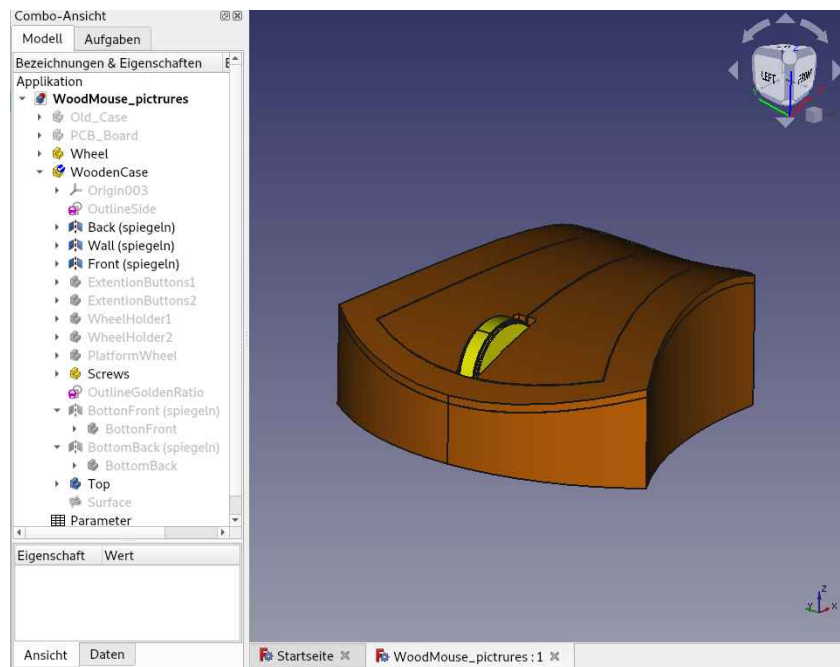 Combo-Ansicht
Modell Aufgaben
Bezeichnungen & Eigenschaften
Applikation
WoodMouse_pictrures
Old_Case
PCB_Board
Wheel
WoodenCase
Origin003
OutlineSide
Back (spiegeln)
Wall (spiegeln)
Front (spiegeln)
ExtentionButtons1
ExtentionButtons2
WheelHolder1
WheelHolder2
PlatformWheel
Screws
OutlineGoldenRatio
BottonFront (spiegeln)
BottomFront
BottomBack (spiegeln)
BottomBack
Top
Surface
Parameter
Eigenschaft Wert
Ansicht Daten
Startseite WoodMouse_pictrures : 1
LEFT FRONT
Z
Y X